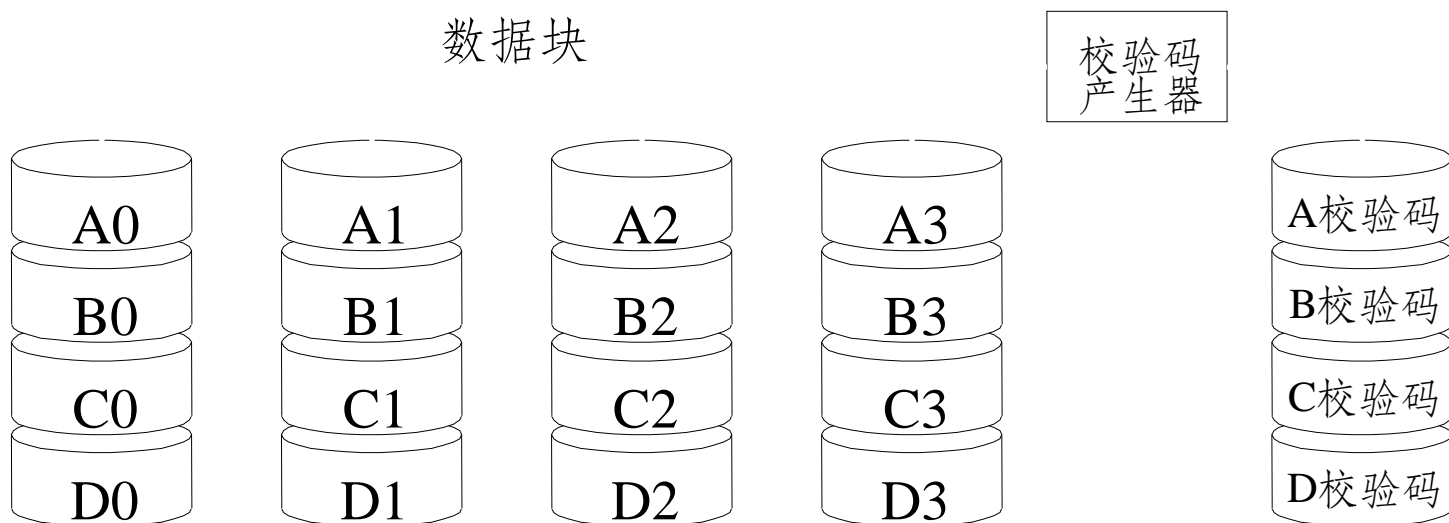 数据块
校验码
产生器
A0 A1 A2 A3 A校验码
B0 B1 B2 B3 B校验码
C0 C1 C2 C3 C校验码
D0 D1 D2 D3 D校验码